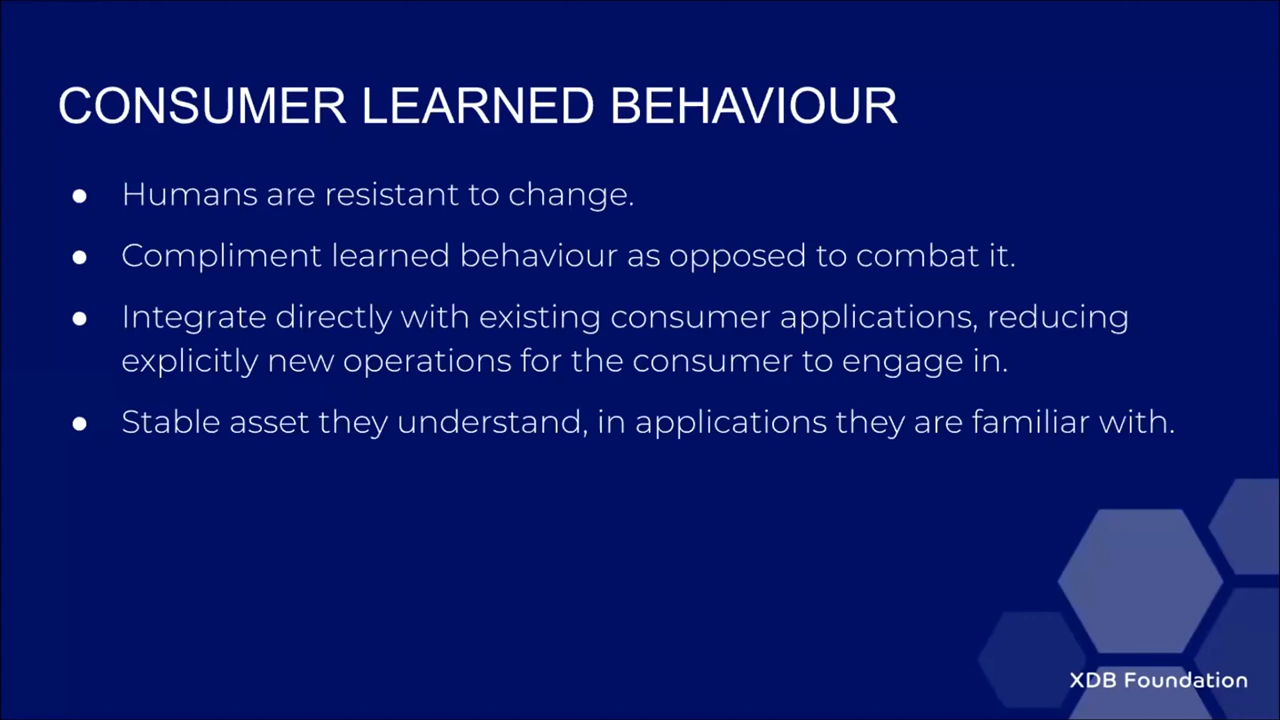 CONSUMER LEARNED BEHAVIOUR
● Humans are resistant to change.
● Compliment learned behaviour as opposed to combat it.
● Integrate directly with existing consumer applications, reducing
explicitly new operations for the consumer to engage in.
● Stable asset they understand, in applications they are familiar with.
XDB Foundation